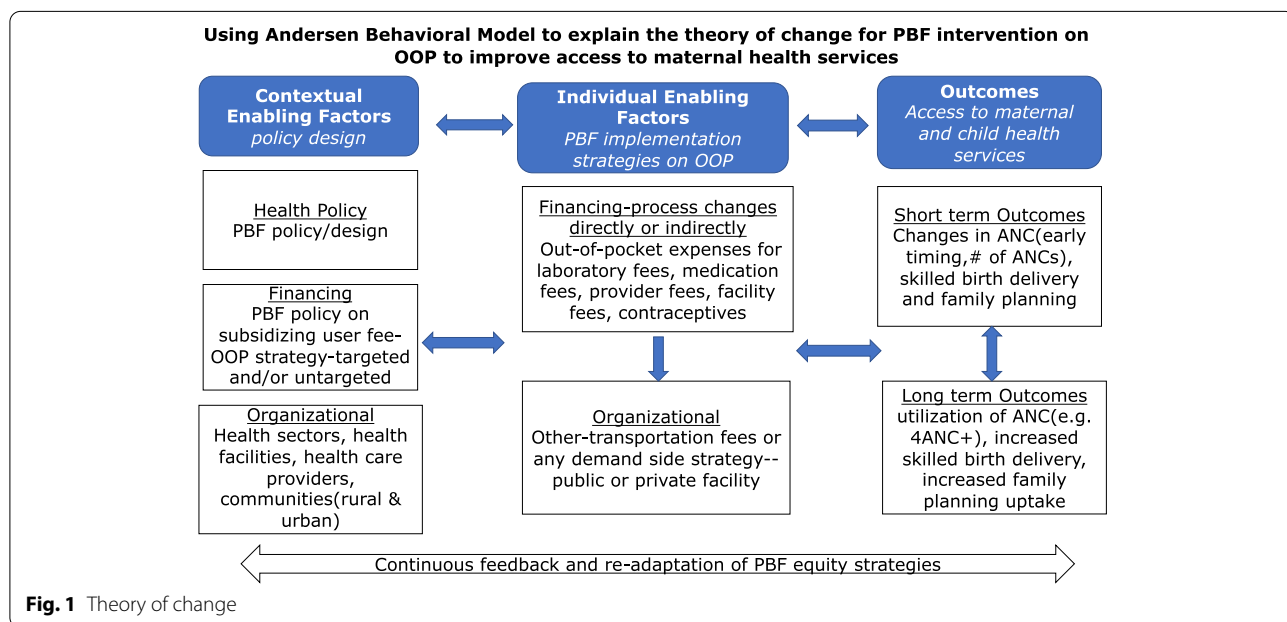 Using Andersen Behavioral Model to explain the theory of change for PBF intervention on
OOP to improve access to maternal health services
Contextual
Enabling Factors
policy design
Individual Enabling
Factors
PBF implementation
strategies on OOP
Outcomes
Access to maternal
and child health
services
Health Policy
PBF policy/design
Financing
PBF policy on
subsidizing user fee-
OOP strategy-targeted
and/or untargeted
Organizational
Health sectors, health
facilities, health care
providers,
communities(rural &
urban)
Financing-process changes
directly or indirectly
Out-of-pocket expenses for
laboratory fees, medication
fees, provider fees, facility
fees, contraceptives
Organizational
Other-transportation fees or
any demand side strategy--
public or private facility
Short term Outcomes
Changes in ANC(early
timing,# of ANCs),
skilled birth delivery
and family planning
Long term Outcomes
utilization of ANC(e.g.
4ANC+), increased
skilled birth delivery,
increased family
planning uptake
Continuous feedback and re-adaptation of PBF equity strategies
Fig. 1 Theory of change